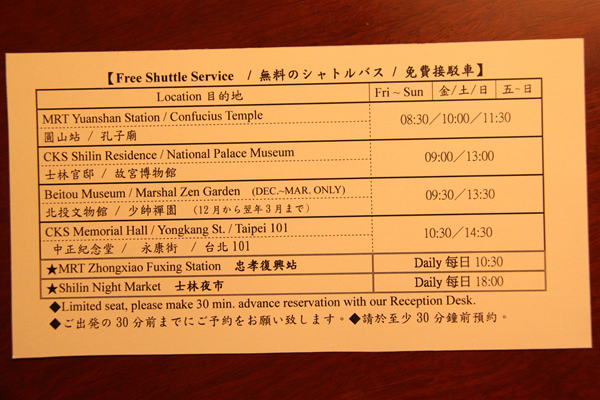 【Free Shuttle Service / 無料のシャトルバス / 免費接駁車】
Location 目的地 Fri ~ Sun 金/土/日 五~日
MRT Yuanshan Station / Confucius Temple
圓山站 / 孔子廟
08:30／10:00／11:30
CKS Shilin Residence / National Palace Museum
士林官邸 / 故宮博物館
09:00／13:00
Beitou Museum / Marshal Zen Garden (DEC.~MAR. ONLY)
北投文物館 / 少帥禪園 （12月から翌年3月まで）
09:30／13:30
CKS Memorial Hall / Yongkang St. / Taipei 101
中正紀念堂 / 永康街 / 台北 101
10:30／14:30
★MRT Zhongxiao Fuxing Station 忠孝復興站 Daily 每日 10:30
★Shilin Night Market 士林夜市 Daily 每日 18:00
◆Limited seat, please make 30 min. advance reservation with our Reception Desk.
◆ご出発の30分前までにご予約をお願い致します。◆請於至少30分鐘前預約。